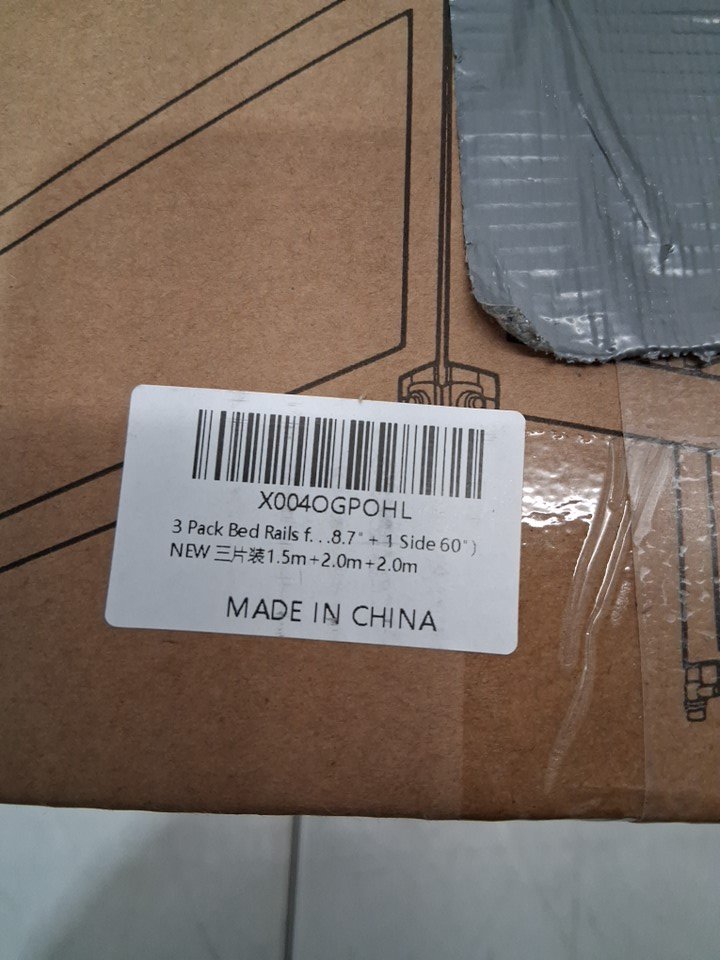 X004OGPOHL
3 Pack Bed Rails f...8.7" + 1 Side 60")
NEW 三片装1.5m+2.0m+2.0m
MADE IN CHINA